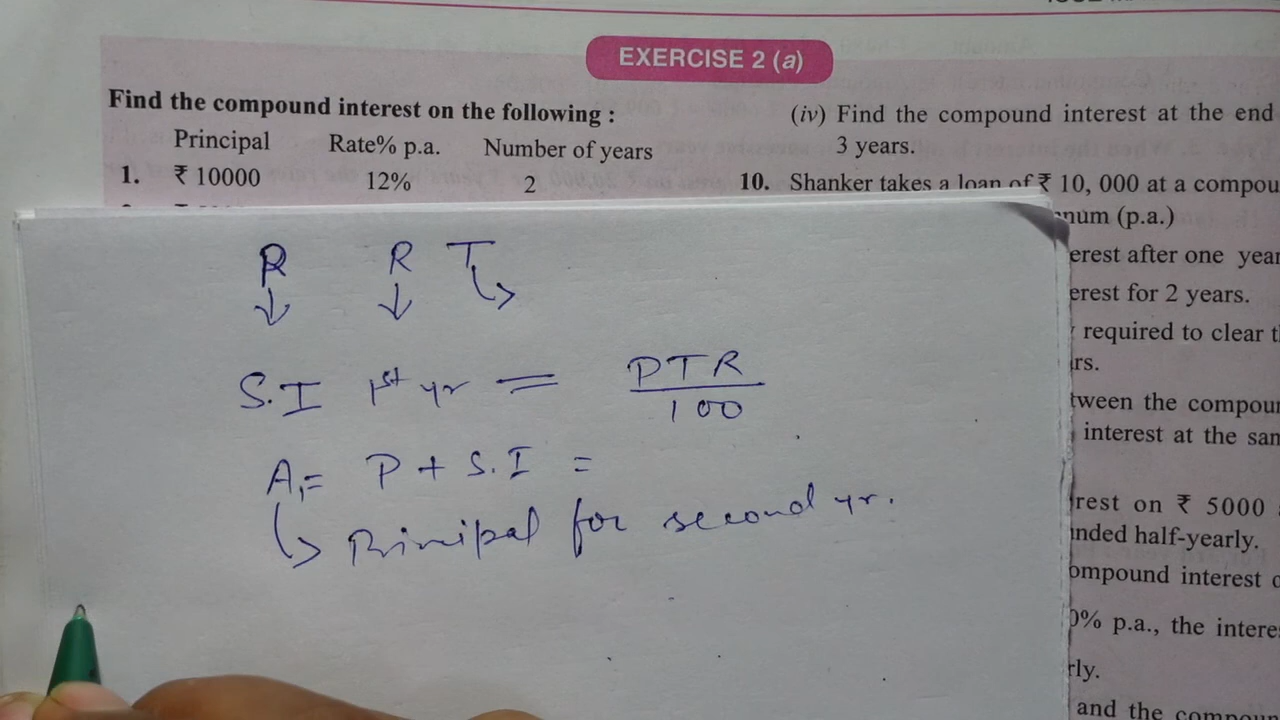 EXERCISE 2 (a)
Find the compound interest on the following :
Principal Rate% p.a. Number of years
1. ₹ 10000 12% 2
(iv) Find the compound interest at the end
3 years.
10. Shanker takes a loan of ₹ 10, 000 at a compou
num (p.a.)
erest after one year
erest for 2 years.
required to clear t
rs.
tween the compour
interest at the sam
rest on ₹ 5000
nded half-yearly.
ompound interest
0% p.a., the intere
rly.
and the compoun
P R T
S.I 1st yr = PTR
100
A1= P + S.I =
Prinipal for second yr.